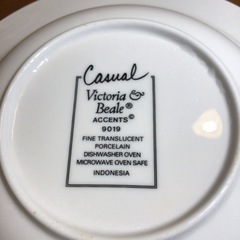 Casual
Victoria &
Beale®
ACCENTS©
9019
FINE TRANSLUCENT
PORCELAIN
DISHWASHER OVEN
MICROWAVE OVEN SAFE
INDONESIA